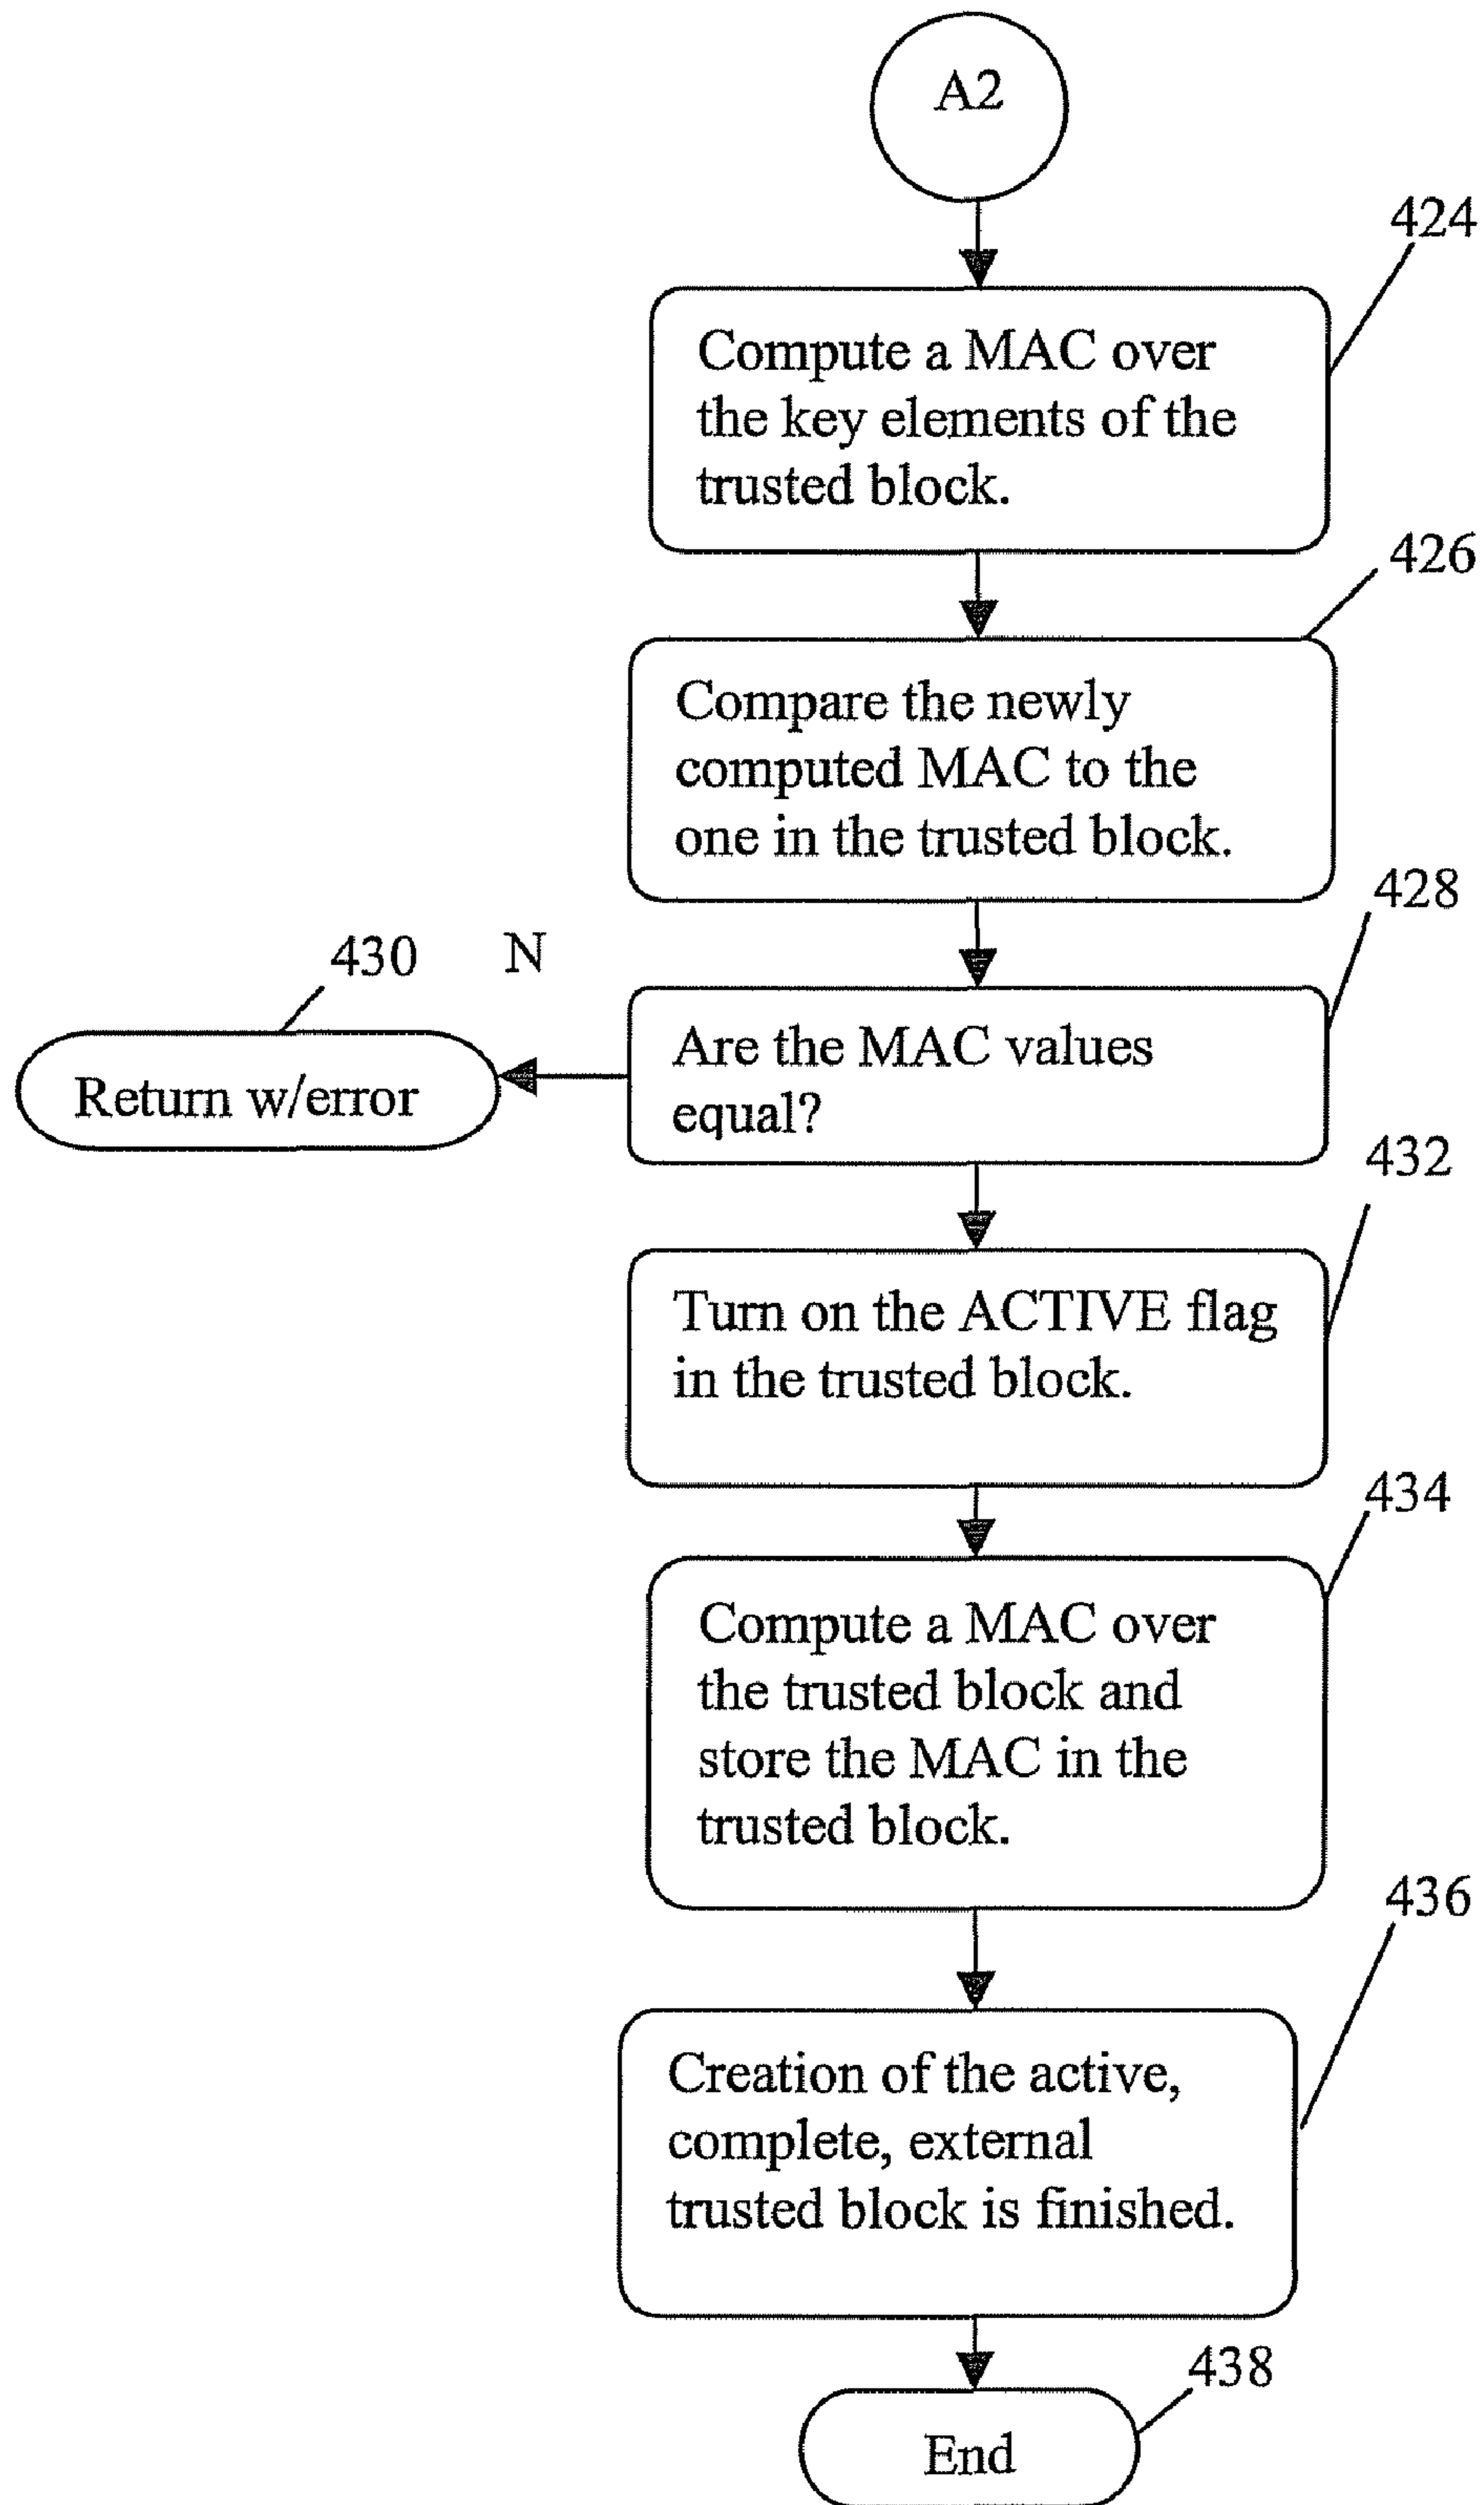 A2
424
Compute a MAC over
the key elements of the
trusted block.
426
Compare the newly
computed MAC to the
one in the trusted block.
428
430
N
Are the MAC values
equal?
Return w/error
432
Turn on the ACTIVE flag
in the trusted block.
434
Compute a MAC over
the trusted block and
store the MAC in the
trusted block.
436
Creation of the active,
complete, external
trusted block is finished.
438
End